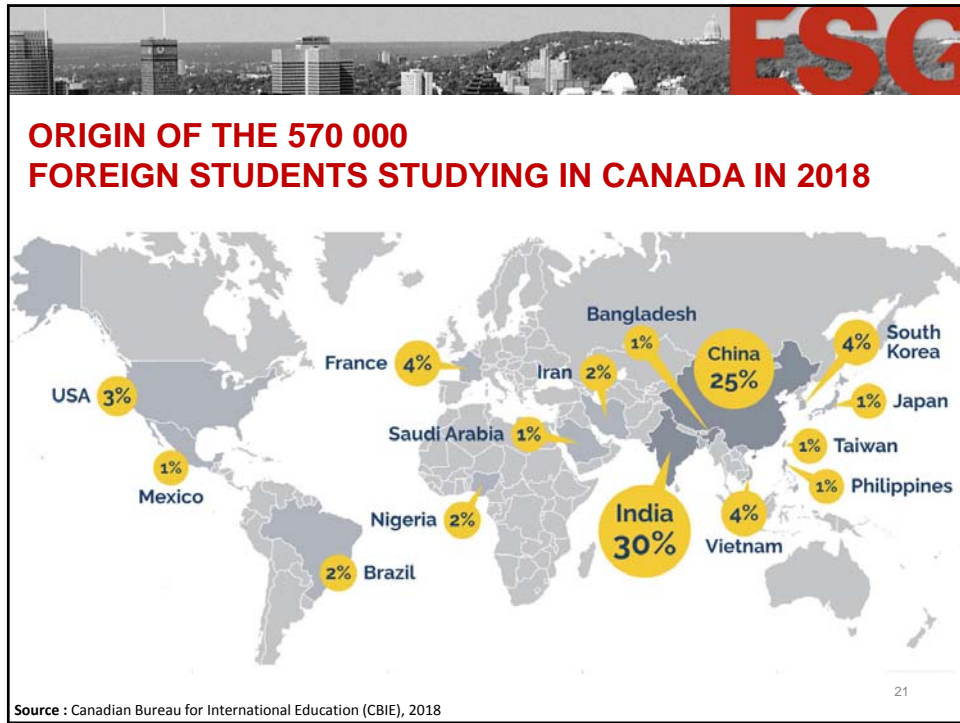 ESG
ORIGIN OF THE 570 000
FOREIGN STUDENTS STUDYING IN CANADA IN 2018
Bangladesh
1%
China
25%
4%
South
Korea
France 4%
Iran 2%
USA 3%
1% Japan
Saudi Arabia 1%
1% Taiwan
1%
Mexico
1% Philippines
Nigeria 2%
India
30%
4%
Vietnam
2% Brazil
21
Source : Canadian Bureau for International Education (CBIE), 2018